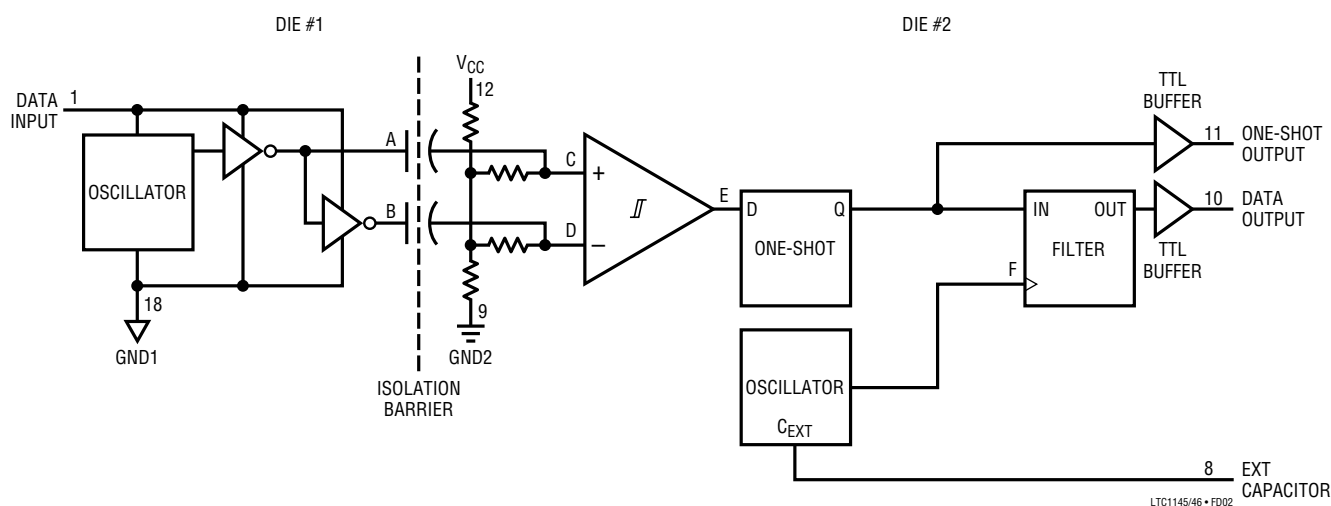 DIE #1
DIE #2
VCC
12
DATA
INPUT
1
TTL
BUFFER
11
ONE-SHOT
OUTPUT
OSCILLATOR
A
C
+
B
D
–
E
D
Q
ONE-SHOT
IN
OUT
FILTER
F
10
DATA
OUTPUT
TTL
BUFFER
18
GND1
9
GND2
ISOLATION
BARRIER
OSCILLATOR
CEXT
8
EXT
CAPACITOR
LTC1145/46 • FD02